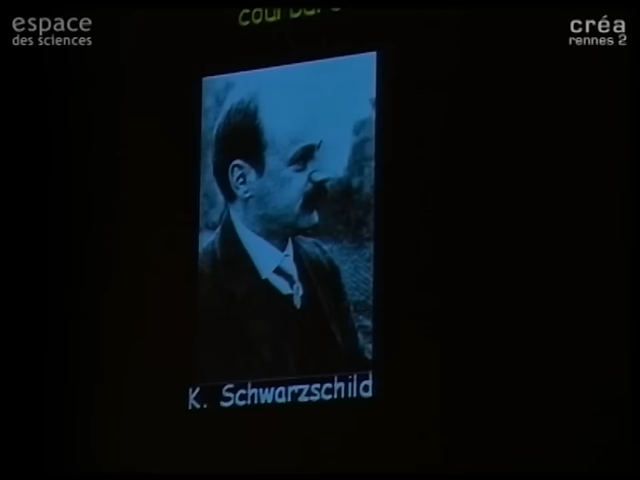 espace
des sciences
créa
rennes 2
K. Schwarzschild